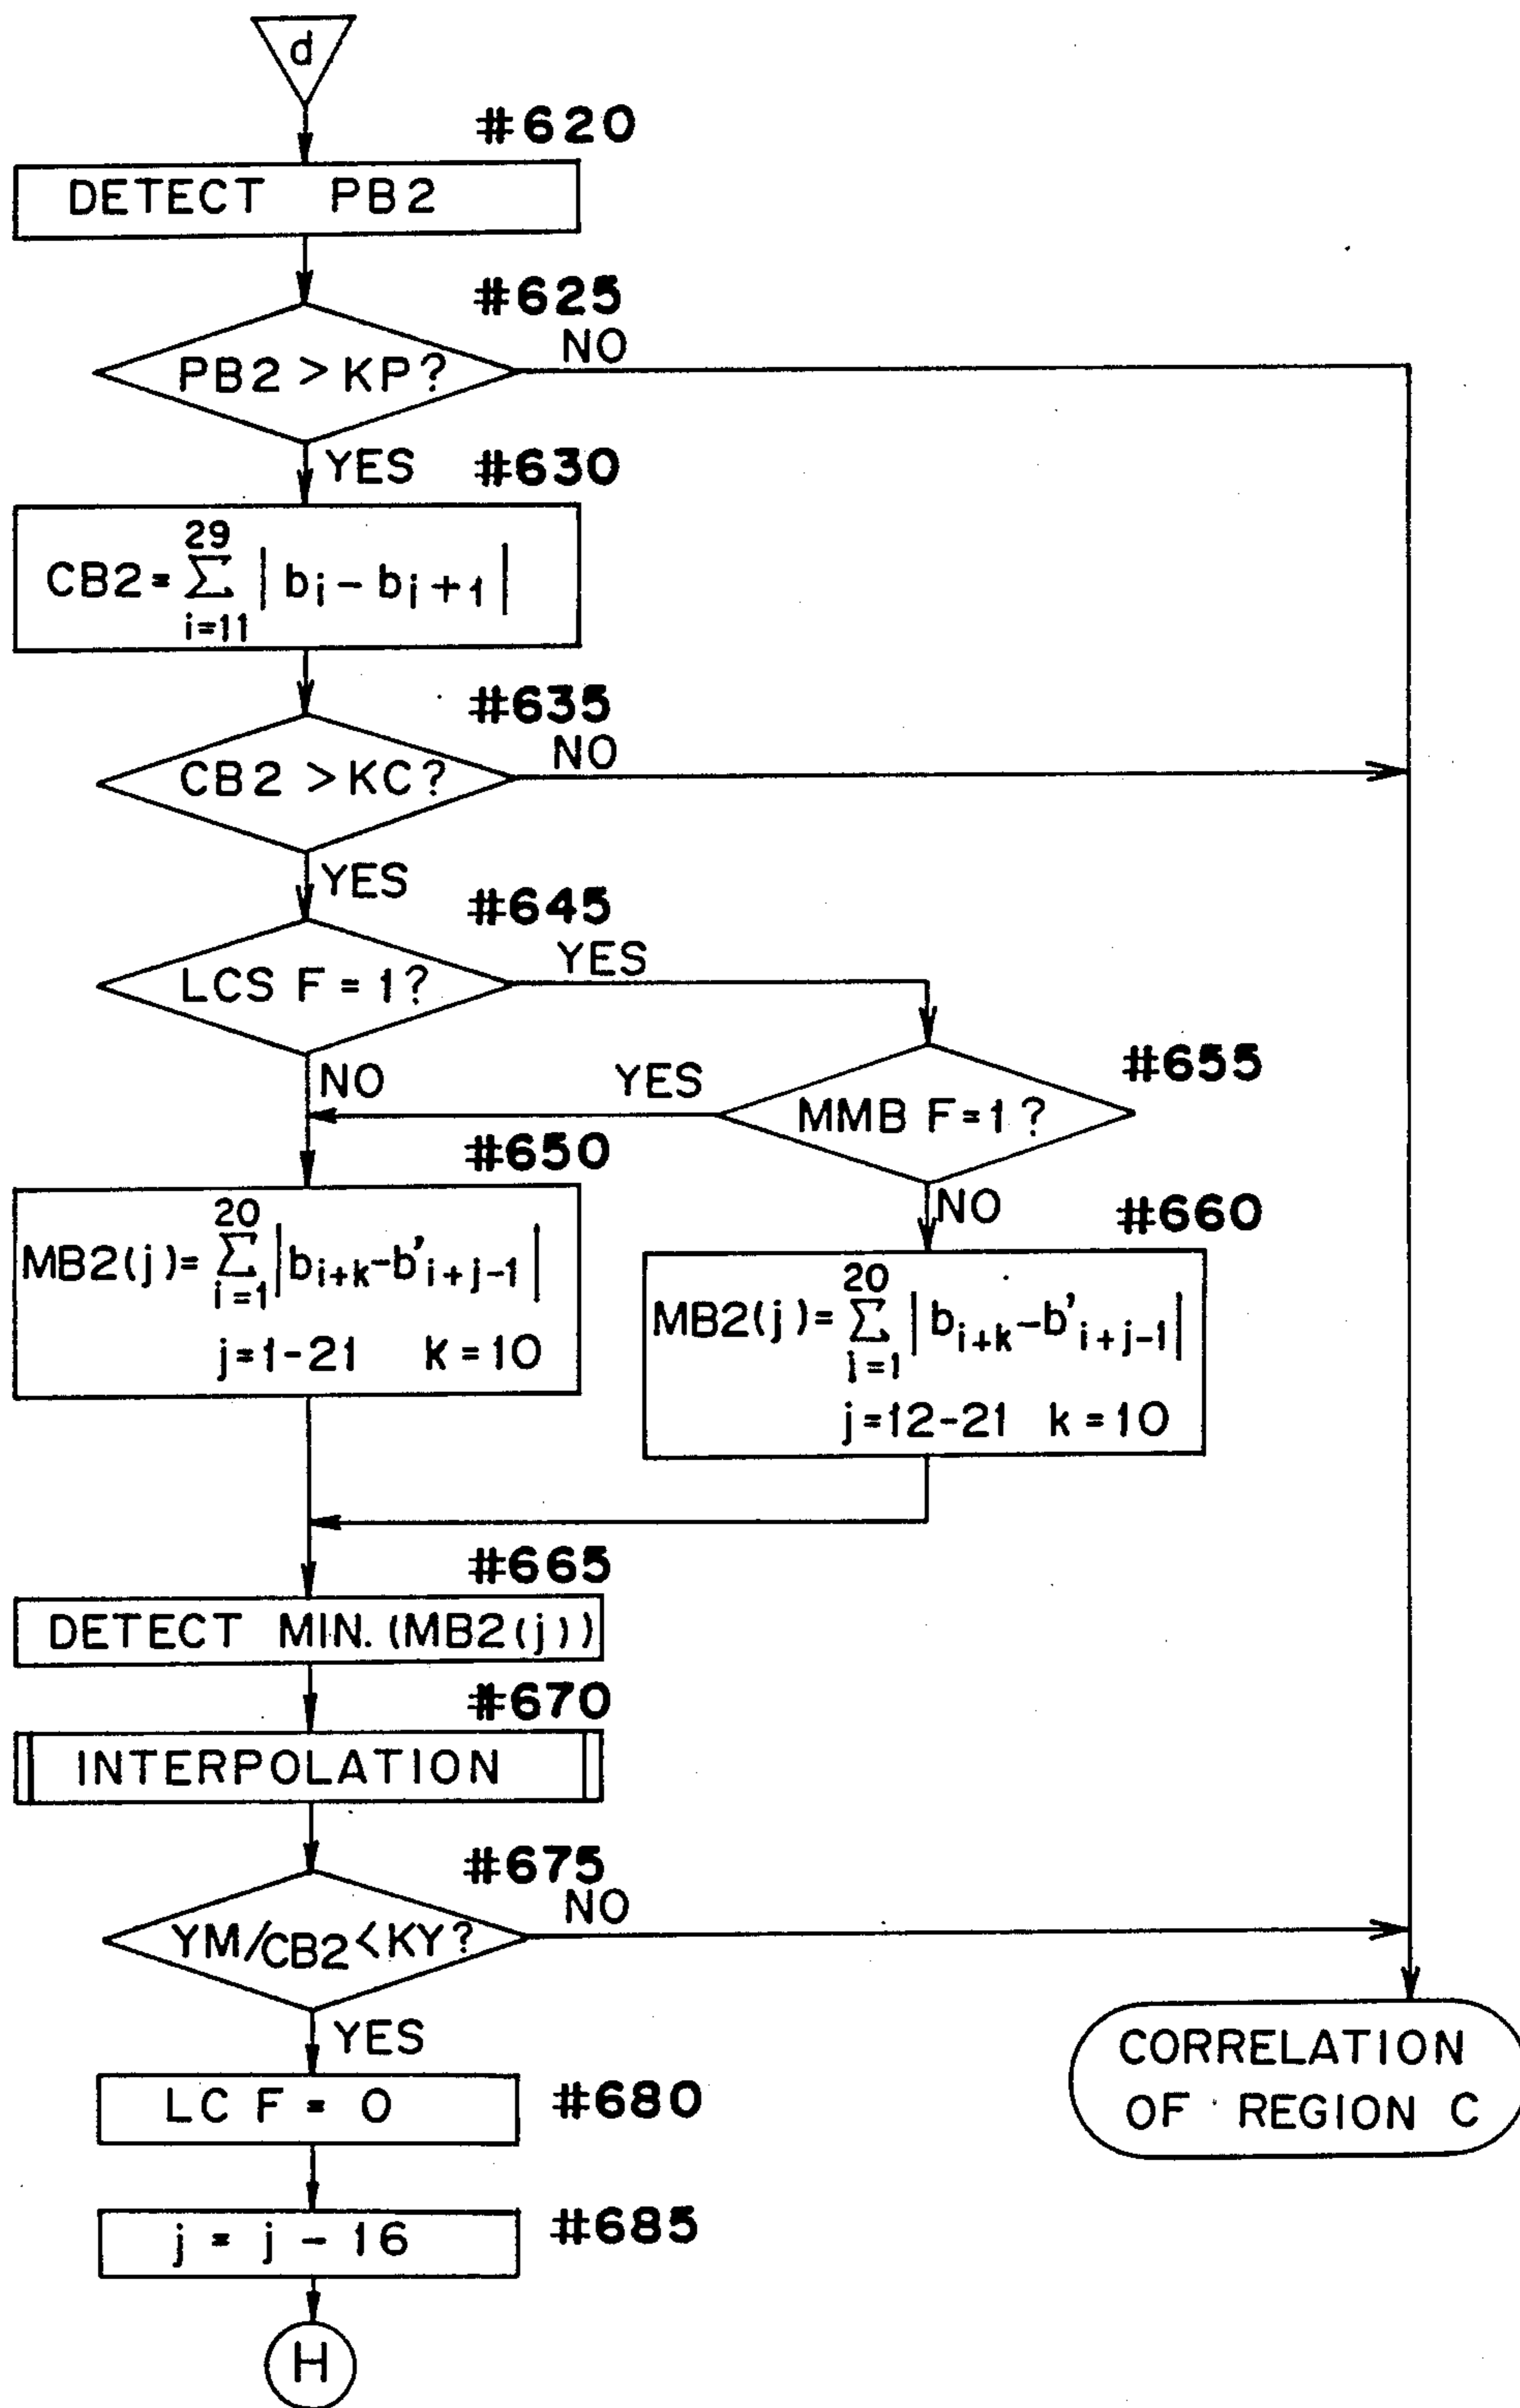 d
#620
DETECT PB2
#625
PB2 > KP?
NO
YES
#630
29
CB2 = Σ | bi - bi+1 |
i=11
#635
CB2 > KC?
NO
YES
#645
LCS F = 1?
YES
NO
#655
MMB F = 1?
YES
NO
#650
20
MB2(j) = Σ |bi+k - b'i+j-1|
i=1
j=1-21 k=10
#660
20
MB2(j) = Σ |bi+k - b'i+j-1|
i=1
j=12-21 k=10
#665
DETECT MIN. (MB2(j))
#670
INTERPOLATION
#675
YM/CB2 < KY?
NO
YES
CORRELATION
OF REGION C
LC F = 0
#680
j = j - 16
#685
H